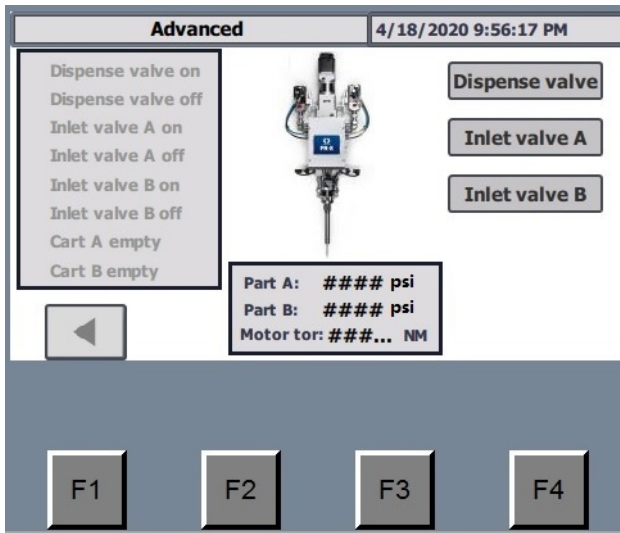 Advanced
4/18/2020 9:56:17 PM
Dispense valve on
Dispense valve off
Inlet valve A on
Inlet valve A off
Inlet valve B on
Inlet valve B off
Cart A empty
Cart B empty
PR-X
Dispense valve
Inlet valve A
Inlet valve B
Part A: #### psi
Part B: #### psi
Motor tor: ###... NM
F1
F2
F3
F4